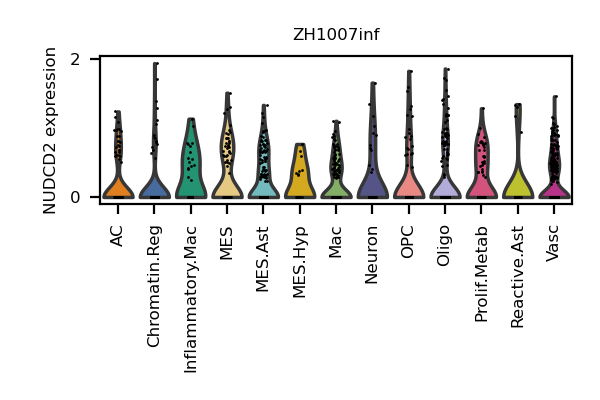 ZH1007inf
NUDCD2 expression
2
0
AC
Chromatin.Reg
Inflammatory.Mac
MES
MES.Ast
MES.Hyp
Mac
Neuron
OPC
Oligo
Prolif.Metab
Reactive.Ast
Vasc